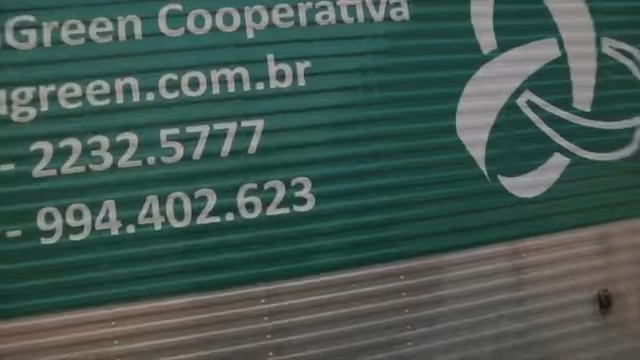 Green Cooperativa
green.com.br
- 2232.5777
- 994.402.623